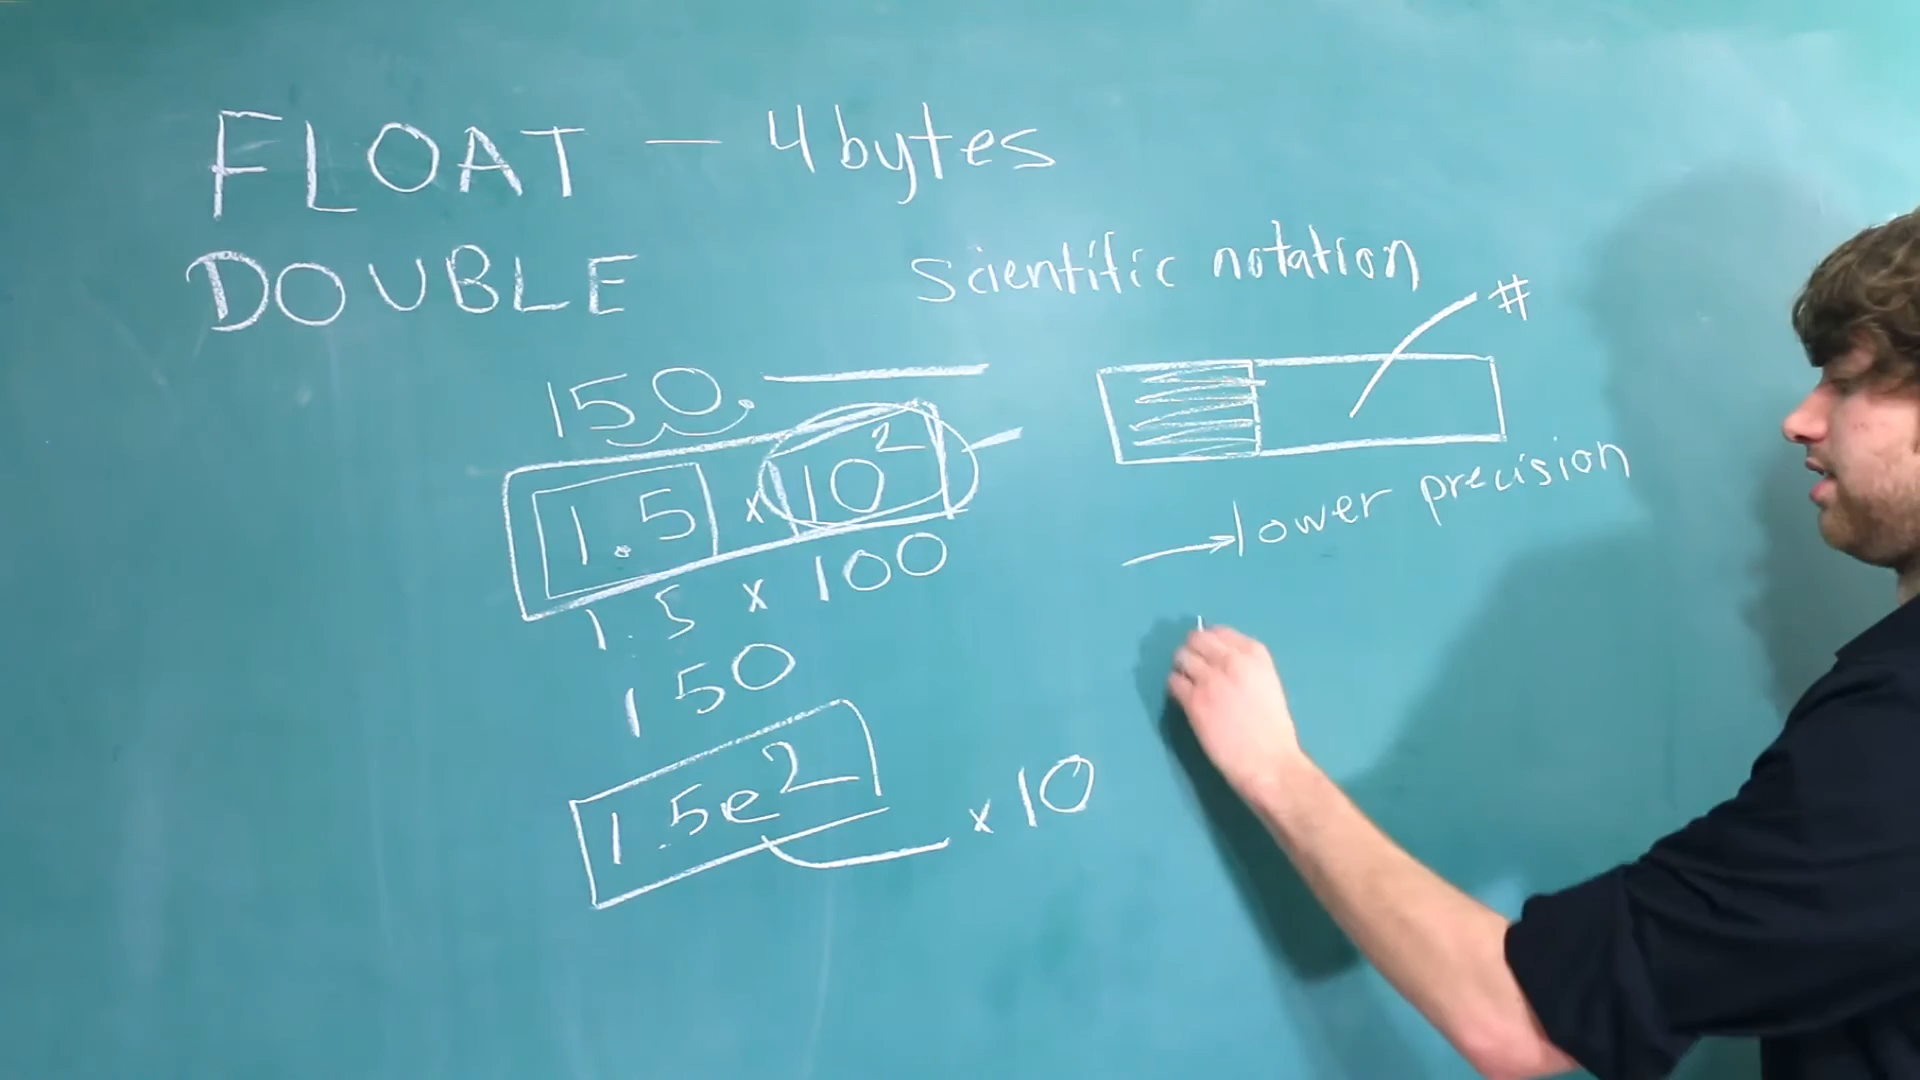 FLOAT — 4 bytes
DOUBLE
scientific notation
#
150.
1.5 x 10²
1.5 x 100
150
1.5e2
x 10
→ lower precision